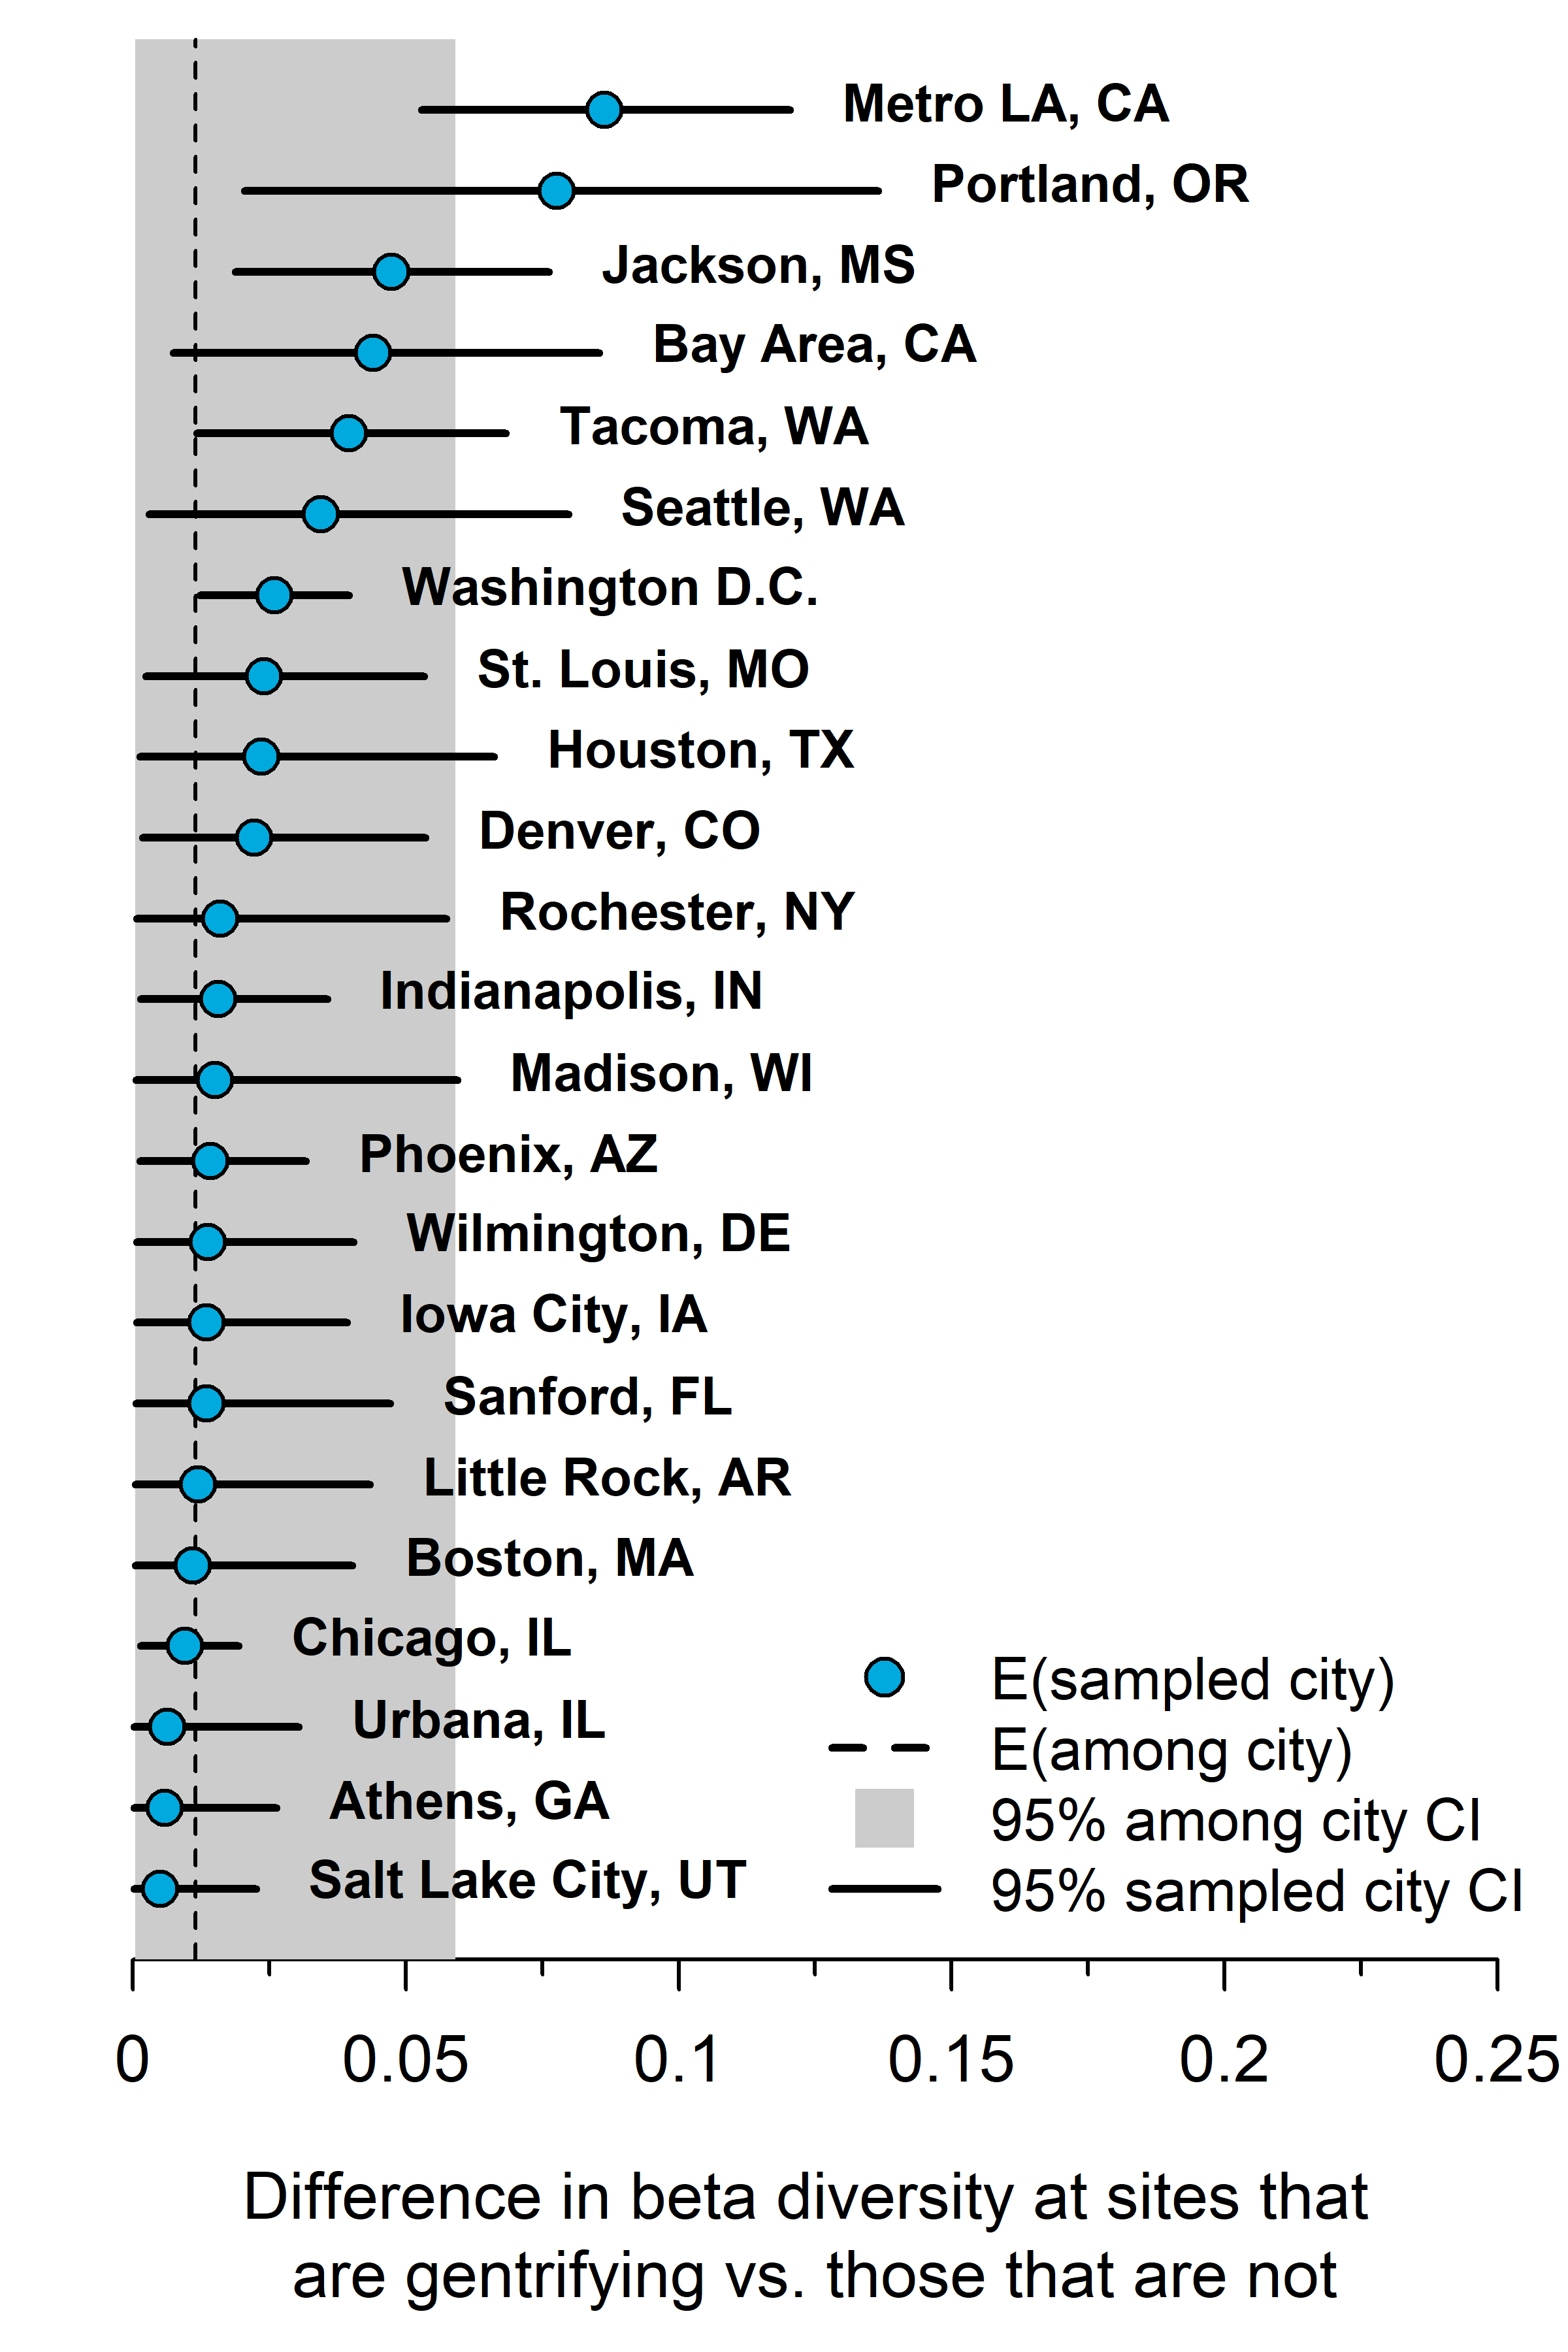 Metro LA, CA
Portland, OR
Jackson, MS
Bay Area, CA
Tacoma, WA
Seattle, WA
Washington D.C.
St. Louis, MO
Houston, TX
Denver, CO
Rochester, NY
Indianapolis, IN
Madison, WI
Phoenix, AZ
Wilmington, DE
Iowa City, IA
Sanford, FL
Little Rock, AR
Boston, MA
Chicago, IL
Urbana, IL
Athens, GA
Salt Lake City, UT
E(sampled city)
E(among city)
95% among city CI
95% sampled city CI
0 0.05 0.1 0.15 0.2 0.25
Difference in beta diversity at sites that
are gentrifying vs. those that are not